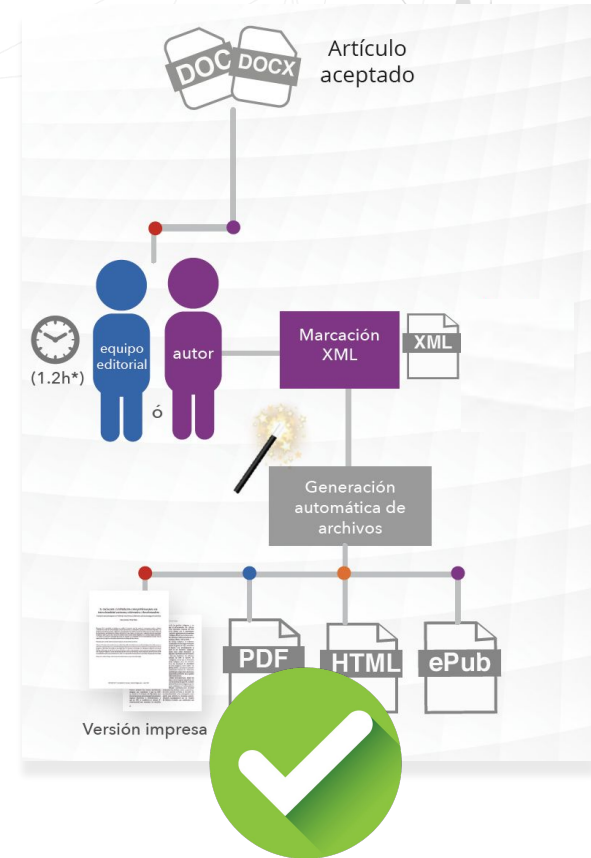 Artículo
aceptado
DOC
DOCX
equipo
editorial
autor
(1.2h*)
ó
Marcación
XML
XML
Generación
automática de
archivos
PDF
HTML
ePub
Versión impresa